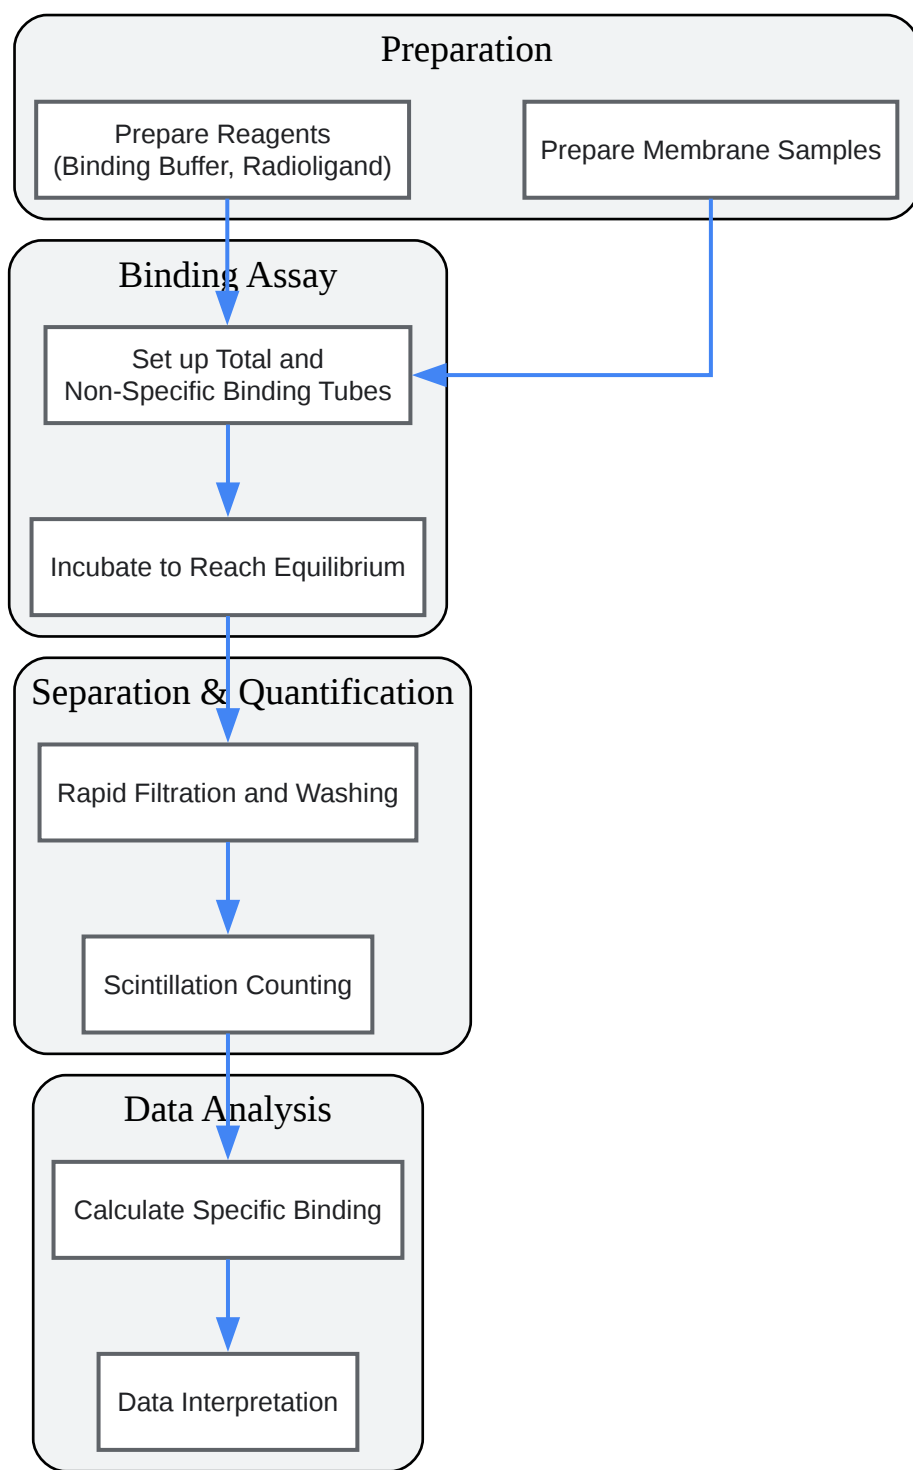 Preparation
Prepare Reagents
(Binding Buffer, Radioligand)
Prepare Membrane Samples
Binding Assay
Set up Total and
Non-Specific Binding Tubes
Incubate to Reach Equilibrium
Separation & Quantification
Rapid Filtration and Washing
Scintillation Counting
Data Analysis
Calculate Specific Binding
Data Interpretation